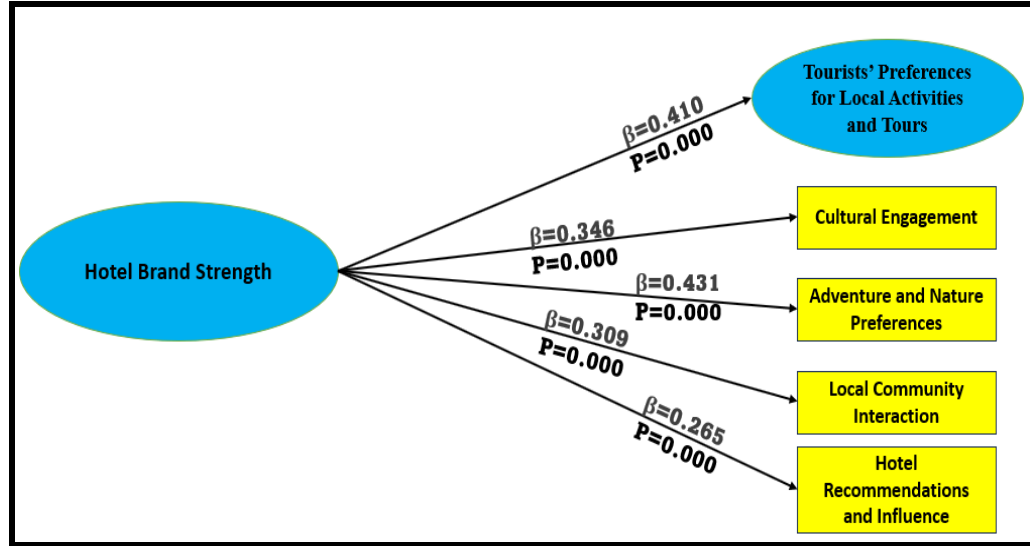 Tourists’ Preferences
for Local Activities
and Tours
β=0.410
P=0.000
Cultural Engagement
β=0.346
P=0.000
Hotel Brand Strength
β=0.431
P=0.000
Adventure and Nature
Preferences
β=0.309
P=0.000
Local Community
Interaction
β=0.265
P=0.000
Hotel
Recommendations
and Influence